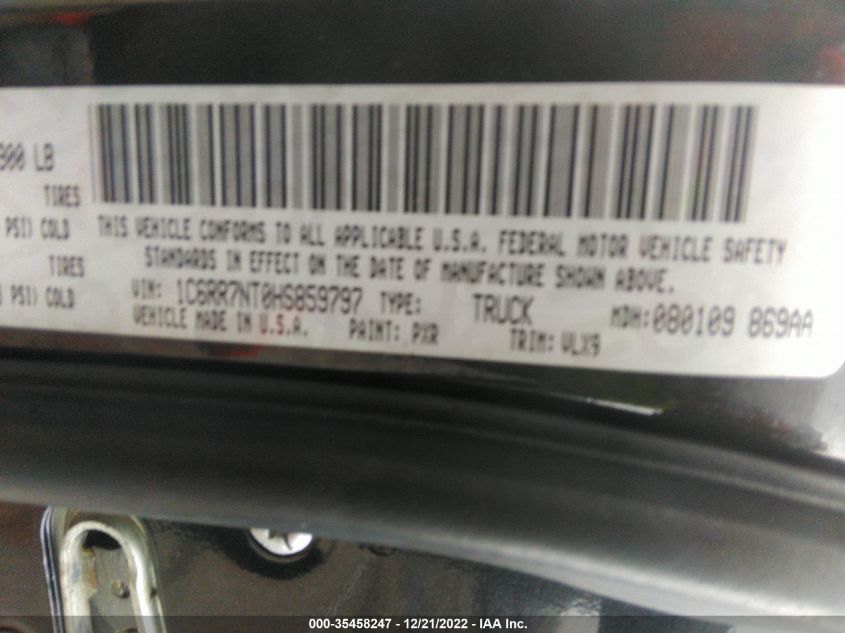 900 LB
TIRES
PSI) COLD
TIRES
PSI) COLD
THIS VEHICLE CONFORMS TO ALL APPLICABLE U.S.A. FEDERAL MOTOR VEHICLE SAFETY
STANDARDS IN EFFECT ON THE DATE OF MANUFACTURE SHOWN ABOVE.
VIN: 1C6RR7NT0HS859797 TYPE: TRUCK MDH:080109 869AA
VEHICLE MADE IN U.S.A. PAINT: PXR TRIM: VLX9
000-35458247 - 12/21/2022 - IAA Inc.